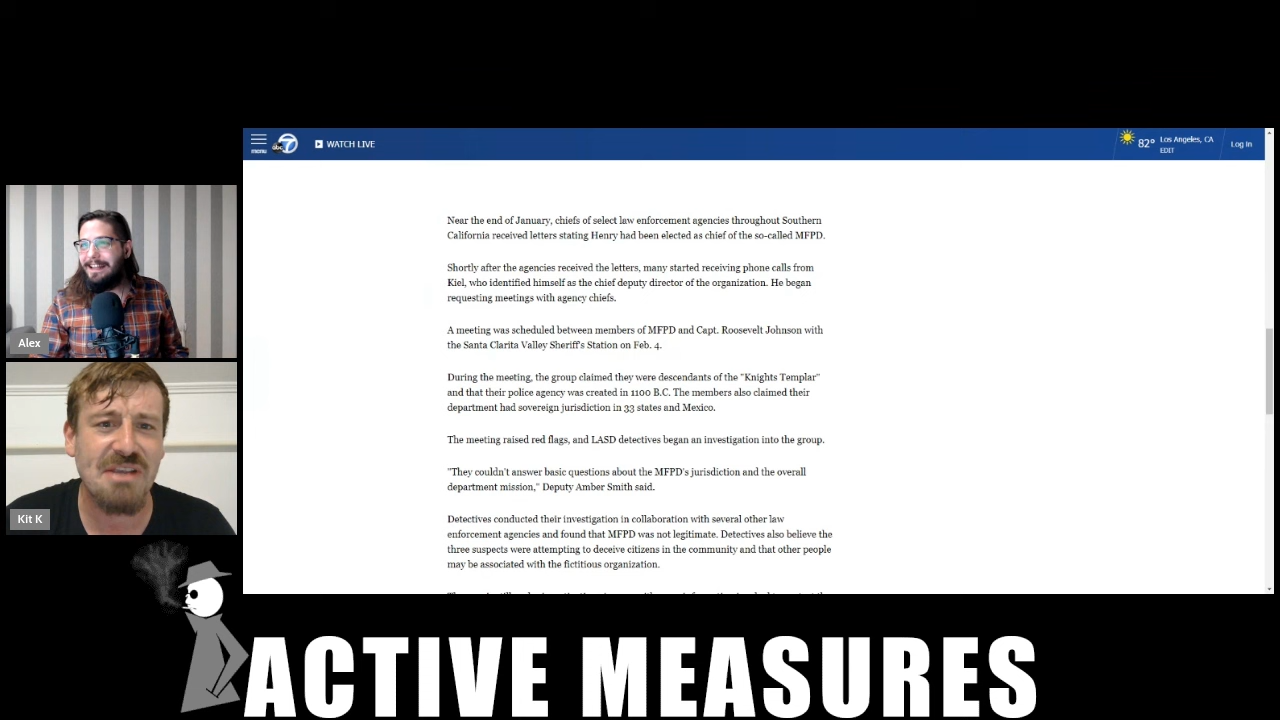 menu
abc 7
WATCH LIVE
82°
Los Angeles, CA
EDIT
Log In
Near the end of January, chiefs of select law enforcement agencies throughout Southern
California received letters stating Henry had been elected as chief of the so-called MFPD.
Shortly after the agencies received the letters, many started receiving phone calls from
Kiel, who identified himself as the chief deputy director of the organization. He began
requesting meetings with agency chiefs.
A meeting was scheduled between members of MFPD and Capt. Roosevelt Johnson with
the Santa Clarita Valley Sheriff's Station on Feb. 4.
During the meeting, the group claimed they were descendants of the "Knights Templar"
and that their police agency was created in 1100 B.C. The members also claimed their
department had sovereign jurisdiction in 33 states and Mexico.
The meeting raised red flags, and LASD detectives began an investigation into the group.
"They couldn't answer basic questions about the MFPD's jurisdiction and the overall
department mission," Deputy Amber Smith said.
Detectives conducted their investigation in collaboration with several other law
enforcement agencies and found that MFPD was not legitimate. Detectives also believe the
three suspects were attempting to deceive citizens in the community and that other people
may be associated with the fictitious organization.
Alex
Kit K
ACTIVE MEASURES